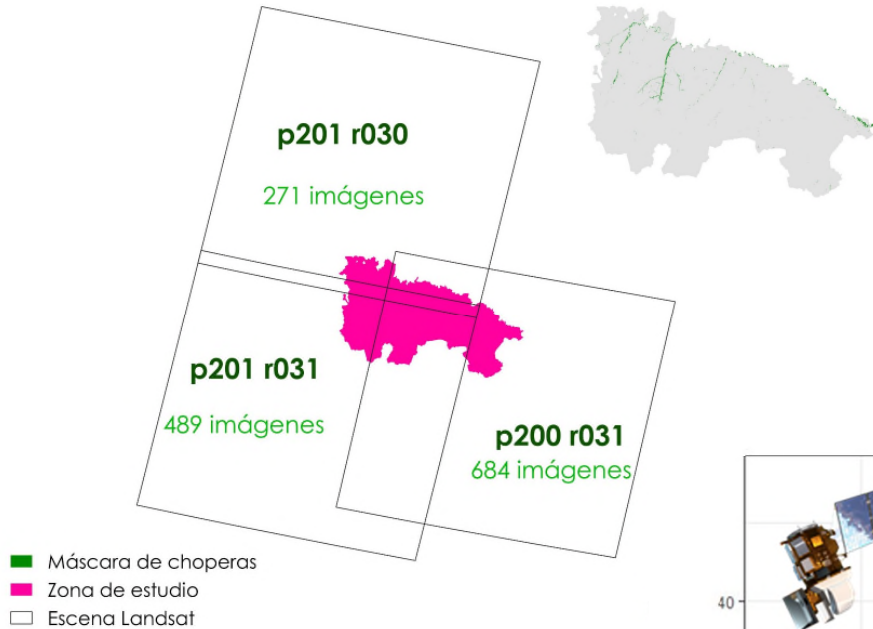 p201 r030
271 imágenes
p201 r031
489 imágenes
p200 r031
684 imágenes
Máscara de choperas
Zona de estudio
Escena Landsat
40